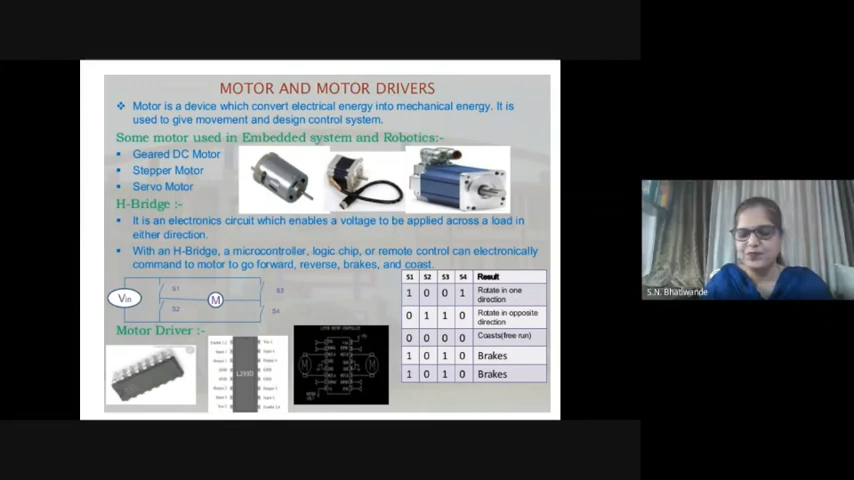 MOTOR AND MOTOR DRIVERS
❖ Motor is a device which convert electrical energy into mechanical energy. It is
used to give movement and design control system.
Some motor used in Embedded system and Robotics:-
▪ Geared DC Motor
▪ Stepper Motor
▪ Servo Motor
H-Bridge :-
▪ It is an electronics circuit which enables a voltage to be applied across a load in
either direction.
▪ With an H-Bridge, a microcontroller, logic chip, or remote control can electronically
command to motor to go forward, reverse, brakes, and coast.
Vin
S1
S2
M
S3
S4
S1 S2 S3 S4 Result
1 0 0 1 Rotate in one
direction
0 1 1 0 Rotate in opposite
direction
0 0 0 0 Coasts(free run)
1 0 1 0 Brakes
1 0 1 0 Brakes
Motor Driver :-
L293D
S.N. Bhatiwande